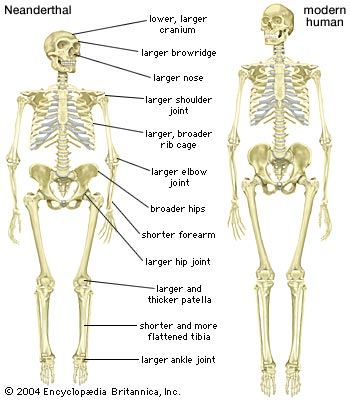 Neanderthal
modern
human
lower, larger
cranium
larger browridge
larger nose
larger shoulder
joint
larger, broader
rib cage
larger elbow
joint
broader hips
shorter forearm
larger hip joint
larger and
thicker patella
shorter and more
flattened tibia
larger ankle joint
© 2004 Encyclopædia Britannica, Inc.